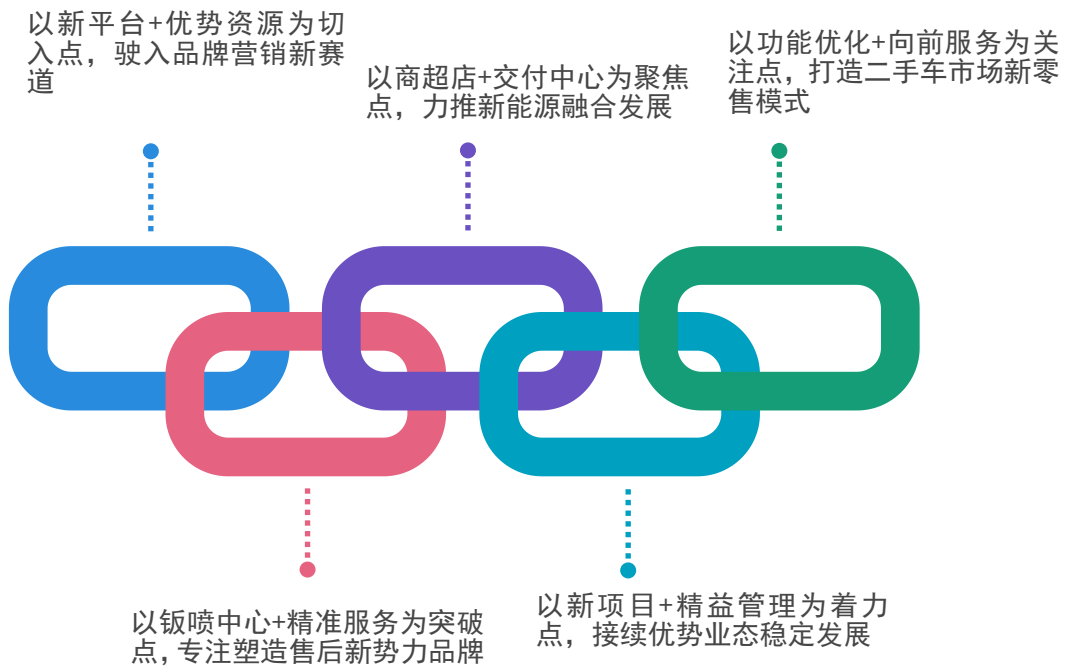 以新平台+优势资源为切
入点，驶入品牌营销新赛
道
以商超店+交付中心为聚焦
点，力推新能源融合发展
以功能优化+向前服务为关
注点，打造二手车市场新零
售模式
以钣喷中心+精准服务为突破
点,专注塑造售后新势力品牌
以新项目+精益管理为着力
点，接续优势业态稳定发展